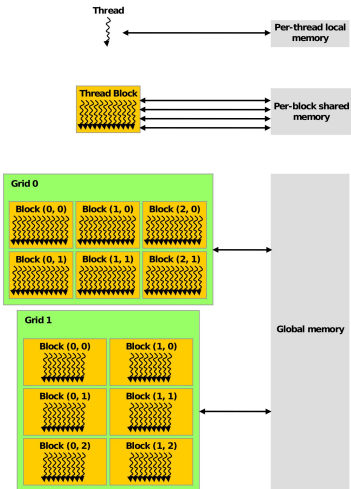 Thread
Per-thread local
memory
Thread Block
Per-block shared
memory
Grid 0
Block (0, 0) Block (1, 0) Block (2, 0)
Block (0, 1) Block (1, 1) Block (2, 1)
Global memory
Grid 1
Block (0, 0) Block (1, 0)
Block (0, 1) Block (1, 1)
Block (0, 2) Block (1, 2)